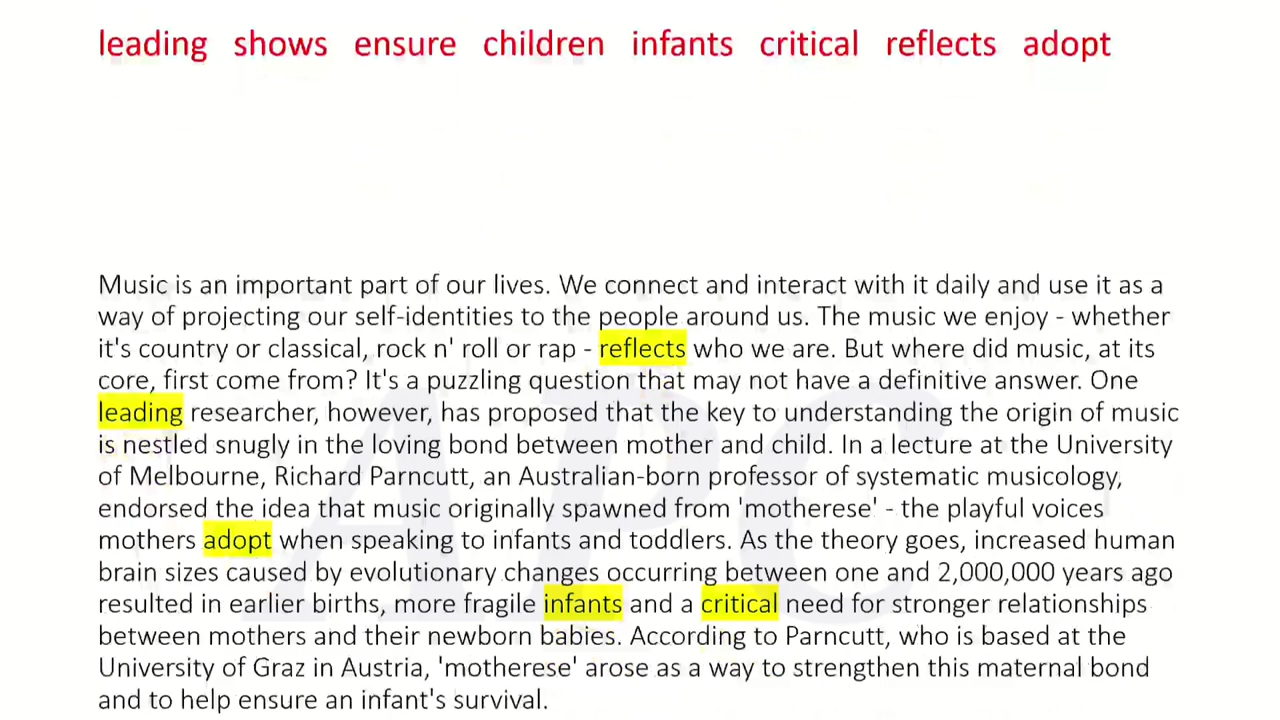 leading shows ensure children infants critical reflects adopt
Music is an important part of our lives. We connect and interact with it daily and use it as a
way of projecting our self-identities to the people around us. The music we enjoy - whether
it's country or classical, rock n' roll or rap - reflects who we are. But where did music, at its
core, first come from? It's a puzzling question that may not have a definitive answer. One
leading researcher, however, has proposed that the key to understanding the origin of music
is nestled snugly in the loving bond between mother and child. In a lecture at the University
of Melbourne, Richard Parncutt, an Australian-born professor of systematic musicology,
endorsed the idea that music originally spawned from 'motherese' - the playful voices
mothers adopt when speaking to infants and toddlers. As the theory goes, increased human
brain sizes caused by evolutionary changes occurring between one and 2,000,000 years ago
resulted in earlier births, more fragile infants and a critical need for stronger relationships
between mothers and their newborn babies. According to Parncutt, who is based at the
University of Graz in Austria, 'motherese' arose as a way to strengthen this maternal bond
and to help ensure an infant's survival.